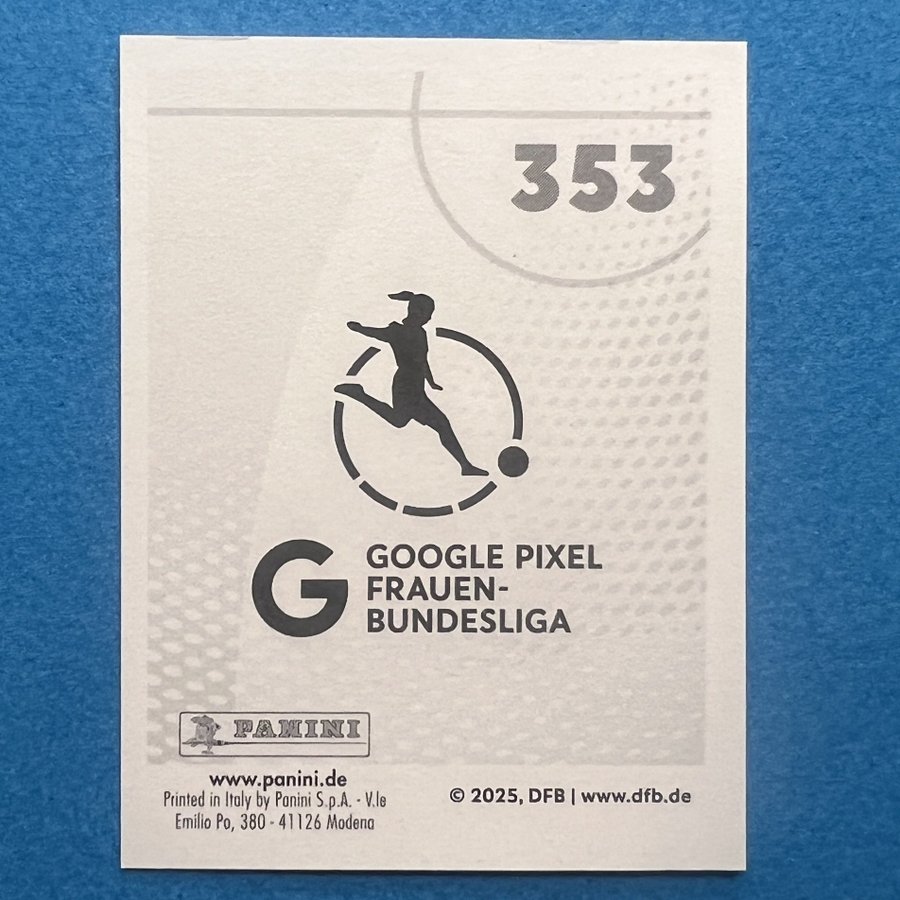 353
G GOOGLE PIXEL
FRAUEN-
BUNDESLIGA
PANINI
www.panini.de
Printed in Italy by Panini S.p.A. - V.le
Emilio Po, 380 - 41126 Modena
© 2025, DFB | www.dfb.de